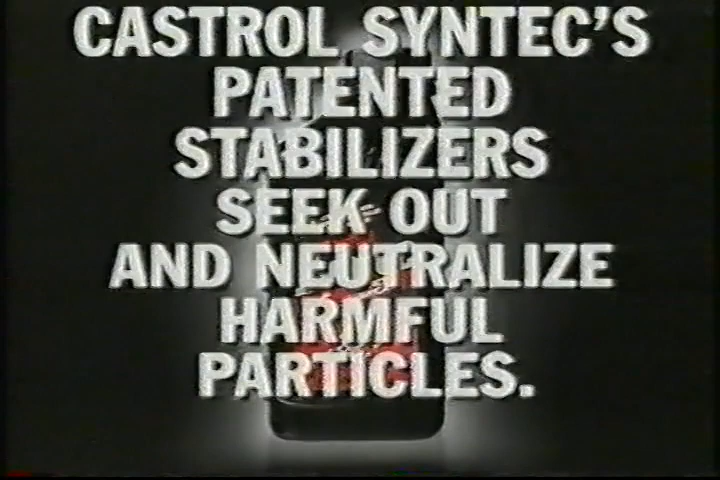 CASTROL SYNTEC'S
PATENTED
STABILIZERS
SEEK OUT
AND NEUTRALIZE
HARMFUL
PARTICLES.